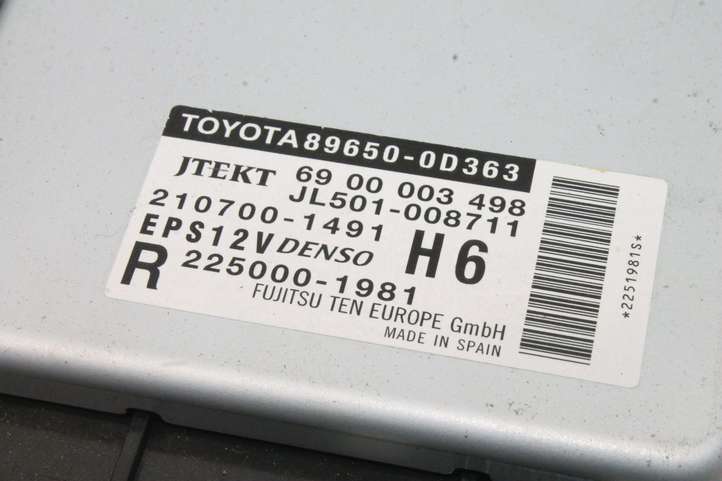 TOYOTA 89650-0D363
JTEKT 69 00 003 498
JL501-008711
210700-1491
EPS12V DENSO H6
R 225000-1981
FUJITSU TEN EUROPE GmbH
MADE IN SPAIN
*2251981S*